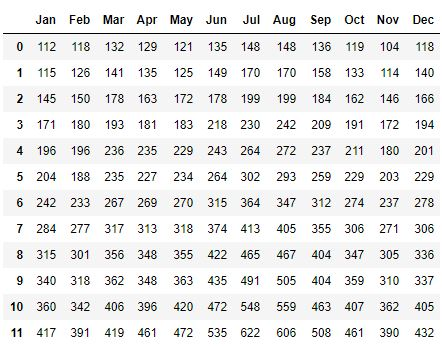 Jan Feb Mar Apr May Jun Jul Aug Sep Oct Nov Dec
0 112 118 132 129 121 135 148 148 136 119 104 118
1 115 126 141 135 125 149 170 170 158 133 114 140
2 145 150 178 163 172 178 199 199 184 162 146 166
3 171 180 193 181 183 218 230 242 209 191 172 194
4 196 196 236 235 229 243 264 272 237 211 180 201
5 204 188 235 227 234 264 302 293 259 229 203 229
6 242 233 267 269 270 315 364 347 312 274 237 278
7 284 277 317 313 318 374 413 405 355 306 271 306
8 315 301 356 348 355 422 465 467 404 347 305 336
9 340 318 362 348 363 435 491 505 404 359 310 337
10 360 342 406 396 420 472 548 559 463 407 362 405
11 417 391 419 461 472 535 622 606 508 461 390 432